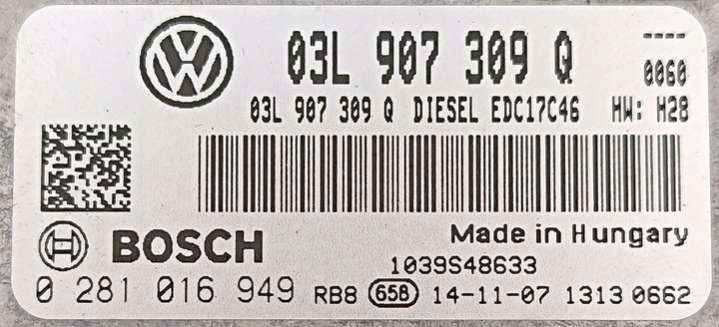 03L 907 309 Q ----
0060
03L 907 309 Q DIESEL EDC17C46 HW: H28
BOSCH Made in Hungary
1039S48633
0 281 016 949 RB8 65B 14-11-07 1313 0662